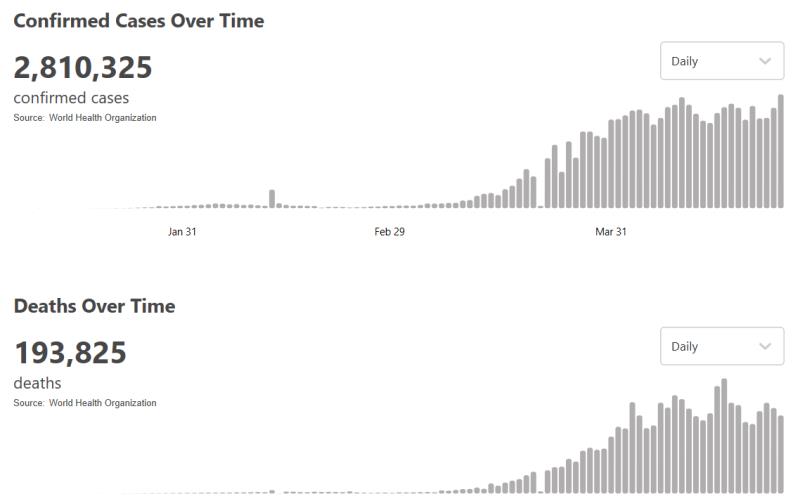 Confirmed Cases Over Time
2,810,325
Daily
confirmed cases
Source: World Health Organization
Jan 31
Feb 29
Mar 31
Deaths Over Time
193,825
Daily
deaths
Source: World Health Organization